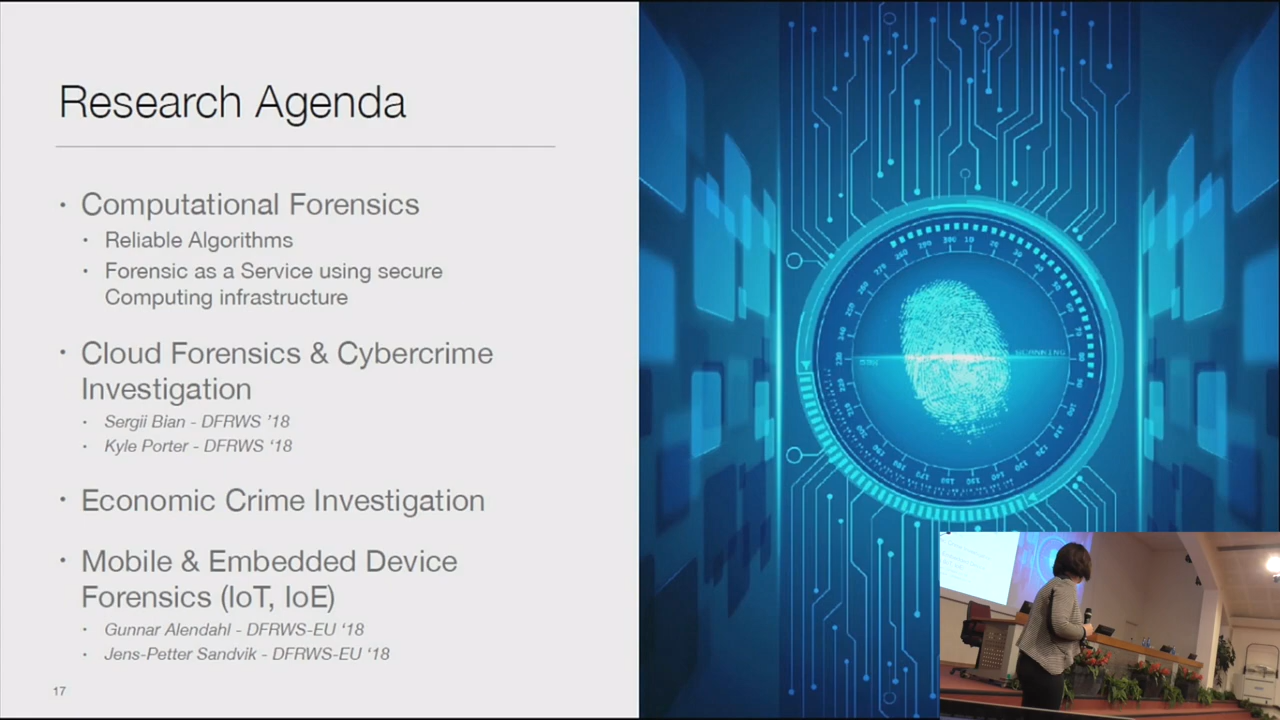 Research Agenda
• Computational Forensics
• Reliable Algorithms
• Forensic as a Service using secure
Computing infrastructure
• Cloud Forensics & Cybercrime
Investigation
• Sergii Bian - DFRWS ’18
• Kyle Porter - DFRWS ‘18
• Economic Crime Investigation
• Mobile & Embedded Device
Forensics (IoT, IoE)
• Gunnar Alendahl - DFRWS-EU ‘18
• Jens-Petter Sandvik - DFRWS-EU ‘18
17
SCANNING